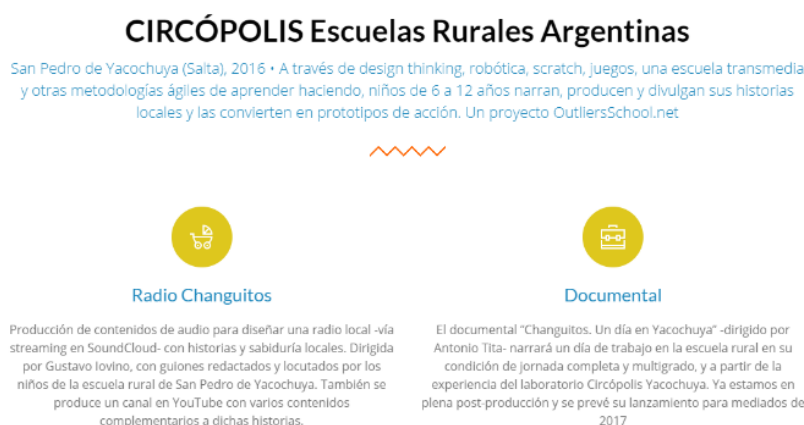 CIRCÓPOLIS Escuelas Rurales Argentinas
San Pedro de Yacochuya (Salta), 2016 • A través de design thinking, robótica, scratch, juegos, una escuela transmedia
y otras metodologías ágiles de aprender haciendo, niños de 6 a 12 años narran, producen y divulgan sus historias
locales y las convierten en prototipos de acción. Un proyecto OutliersSchool.net
Radio Changuitos
Producción de contenidos de audio para diseñar una radio local -vía
streaming en SoundCloud- con historias y sabiduría locales. Dirigida
por Gustavo Iovino, con guiones redactados y locutados por los
niños de la escuela rural de San Pedro de Yacochuya. También se
produce un canal en YouTube con varios contenidos
complementarios a dichas historias.
Documental
El documental "Changuitos. Un día en Yacochuya" -dirigido por
Antonio Tita- narrará un día de trabajo en la escuela rural en su
condición de jornada completa y multigrado, y a partir de la
experiencia del laboratorio Circópolis Yacochuya. Ya estamos en
plena post-producción y se prevé su lanzamiento para mediados de
2017